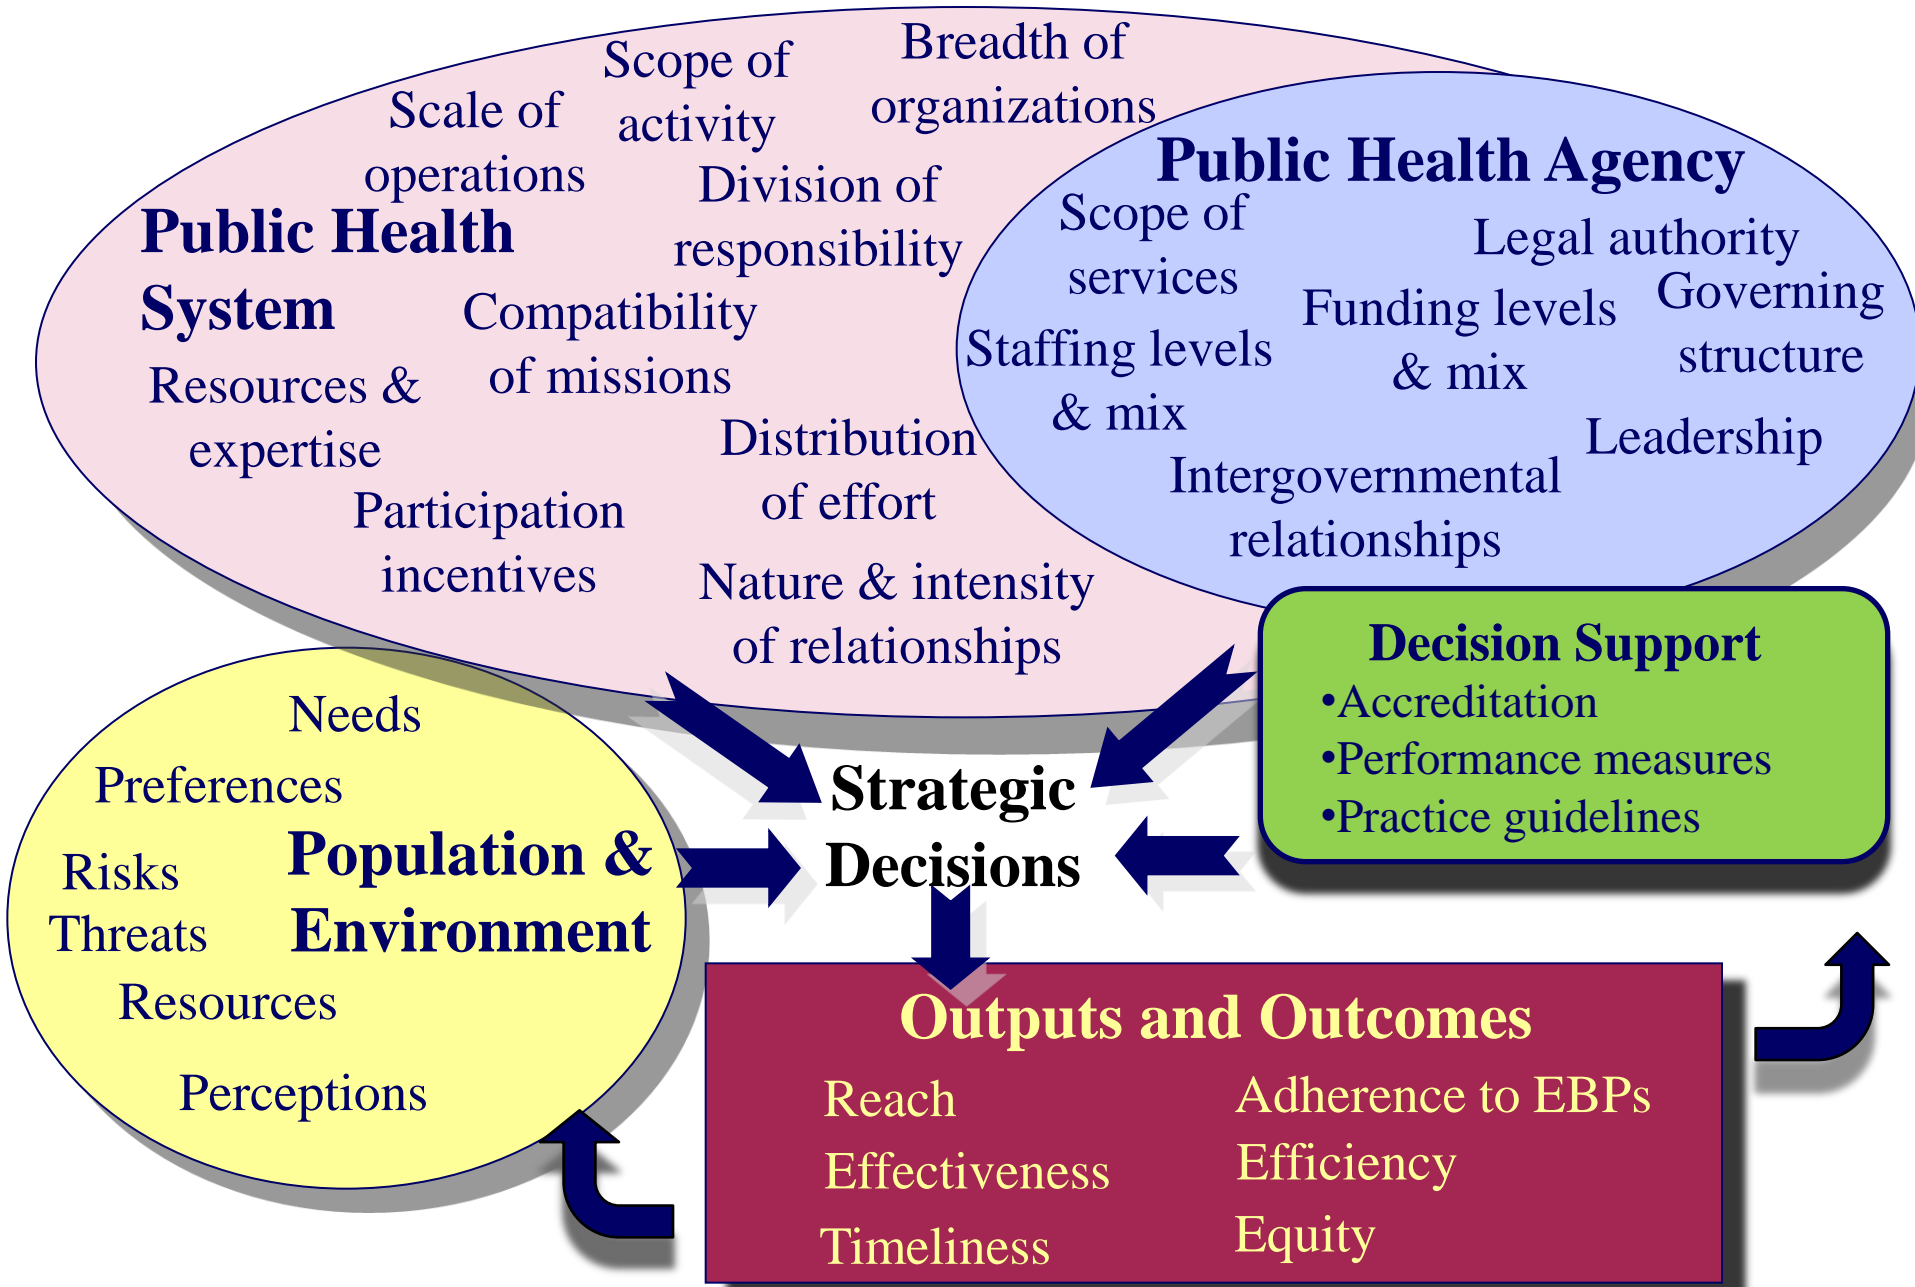 Breadth of
organizations
Scope of
activity
Scale of
operations
Division of
responsibility
Public Health
System
Compatibility
of missions
Resources &
expertise
Distribution
of effort
Participation
incentives
Nature & intensity
of relationships
Public Health Agency
Scope of
services
Legal authority
Funding levels
& mix
Governing
structure
Staffing levels
& mix
Leadership
Intergovernmental
relationships
Decision Support
•Accreditation
•Performance measures
•Practice guidelines
Needs
Preferences
Population &
Environment
Risks
Threats
Resources
Perceptions
Strategic
Decisions
Outputs and Outcomes
Reach
Effectiveness
Timeliness
Adherence to EBPs
Efficiency
Equity